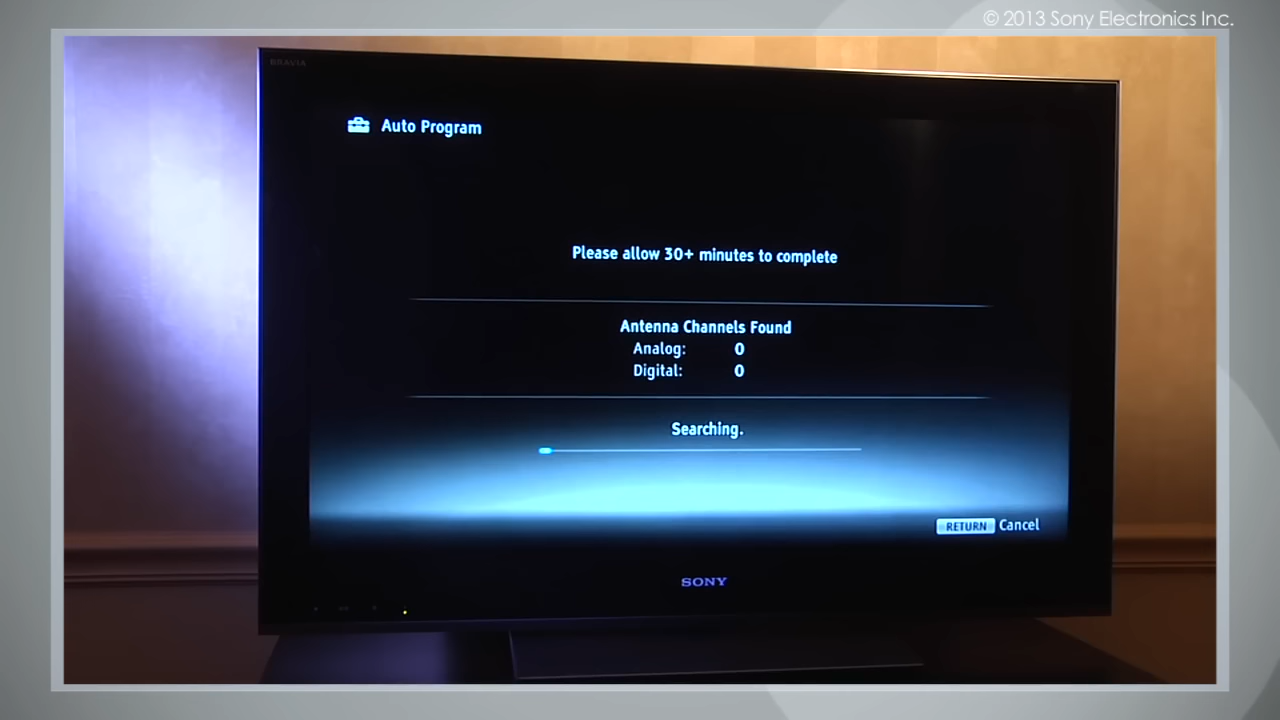 © 2013 Sony Electronics Inc.
BRAVIA
Auto Program
Please allow 30+ minutes to complete
Antenna Channels Found
Analog: 0
Digital: 0
Searching.
RETURN Cancel
SONY